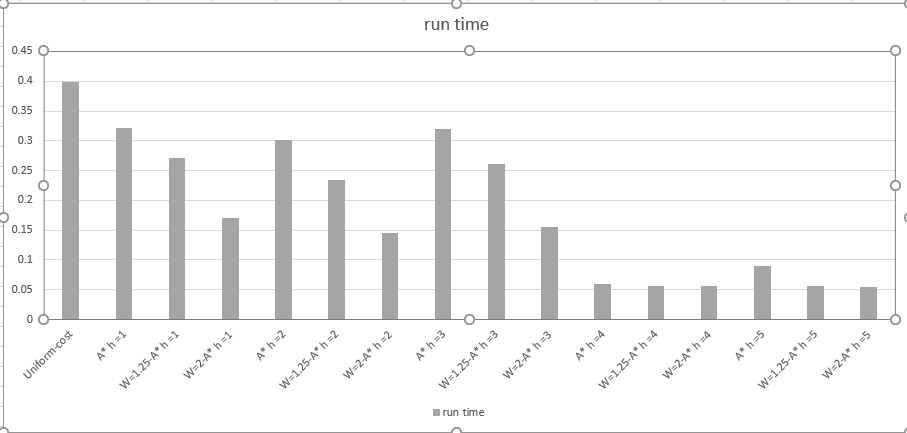 run time
0.45
0.4
0.35
0.3
0.25
0.2
0.15
0.1
0.05
0
Uniform-cost
A* h =1
W=1.25-A* h =1
W=2-A* h =1
A* h =2
W=1.25-A* h =2
W=2-A* h =2
A* h =3
W=1.25-A* h =3
W=2-A* h =3
A* h =4
W=1.25-A* h =4
W=2-A* h =4
A* h =5
W=1.25-A* h =5
W=2-A* h =5
run time